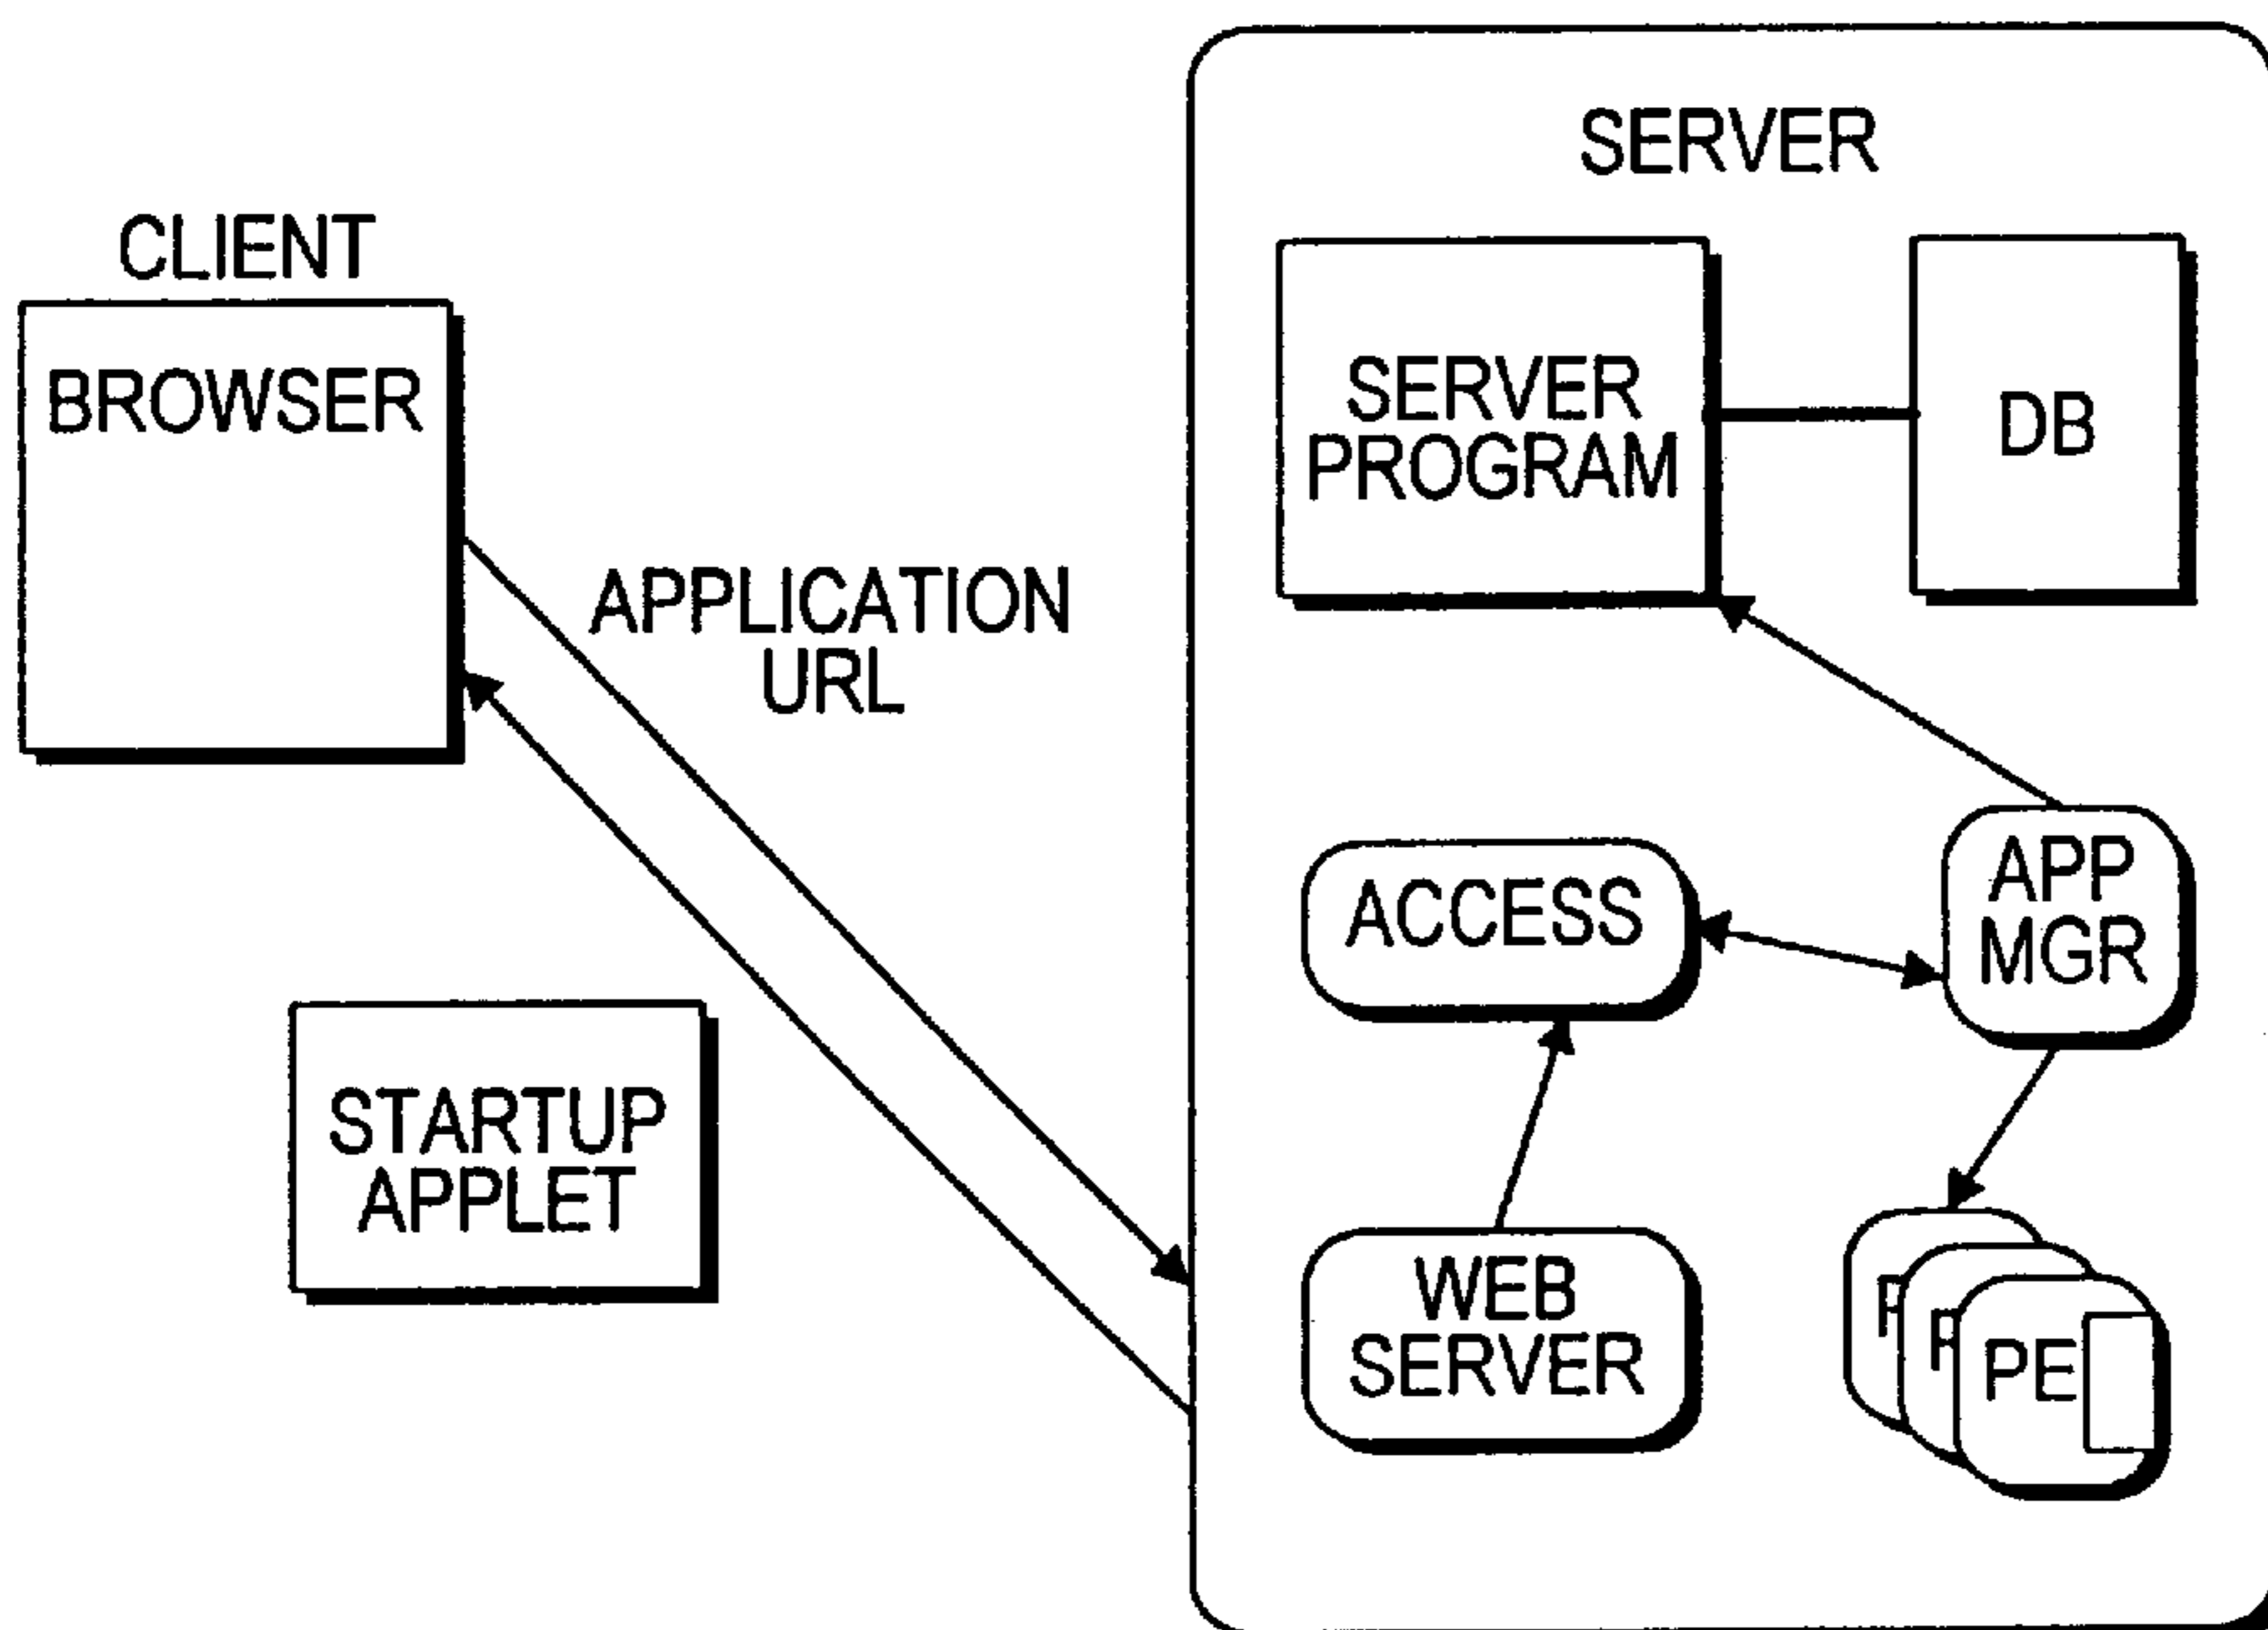 SERVER
CLIENT
BROWSER
SERVER
PROGRAM
DB
APPLICATION
URL
APP
MGR
ACCESS
STARTUP
APPLET
WEB
SERVER
PE